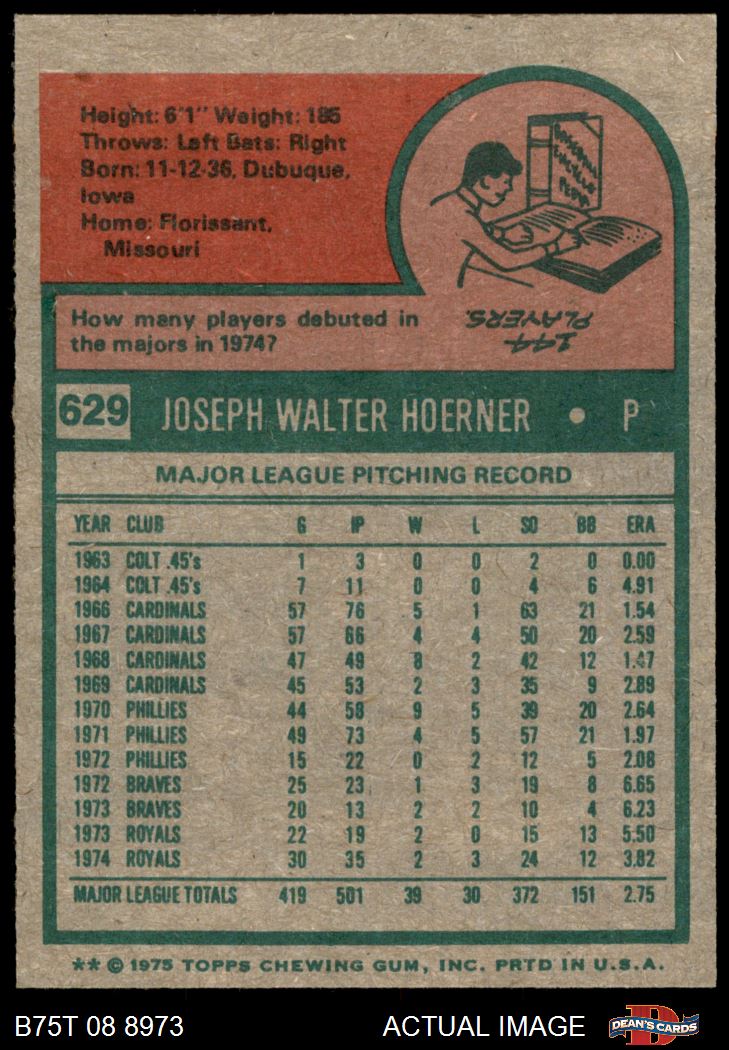 Height: 6'1" Weight: 185
Throws: Left Bats: Right
Born: 11-12-36, Dubuque,
Iowa
Home: Florissant,
Missouri
BASEBALL
ENCYCLO
PEDIA
How many players debuted in
the majors in 1974?
144
PLAYERS.
629 JOSEPH WALTER HOERNER • P
MAJOR LEAGUE PITCHING RECORD
YEAR CLUB G IP W L SO BB ERA
1963 COLT .45's 1 3 0 0 2 0 0.00
1964 COLT .45's 7 11 0 0 4 6 4.91
1966 CARDINALS 57 76 5 1 63 21 1.54
1967 CARDINALS 57 66 4 4 50 20 2.59
1968 CARDINALS 47 49 8 2 42 12 1.47
1969 CARDINALS 45 53 2 3 35 9 2.89
1970 PHILLIES 44 58 9 5 39 20 2.64
1971 PHILLIES 49 73 4 5 57 21 1.97
1972 PHILLIES 15 22 0 2 12 5 2.08
1972 BRAVES 25 23 1 3 19 8 6.65
1973 BRAVES 20 13 2 2 10 4 6.23
1973 ROYALS 22 19 2 0 15 13 5.50
1974 ROYALS 30 35 2 3 24 12 3.82
MAJOR LEAGUE TOTALS 419 501 39 30 372 151 2.75
** © 1975 TOPPS CHEWING GUM, INC. PRTD IN U.S.A.
B75T 08 8973 ACTUAL IMAGE DEAN'S CARDS